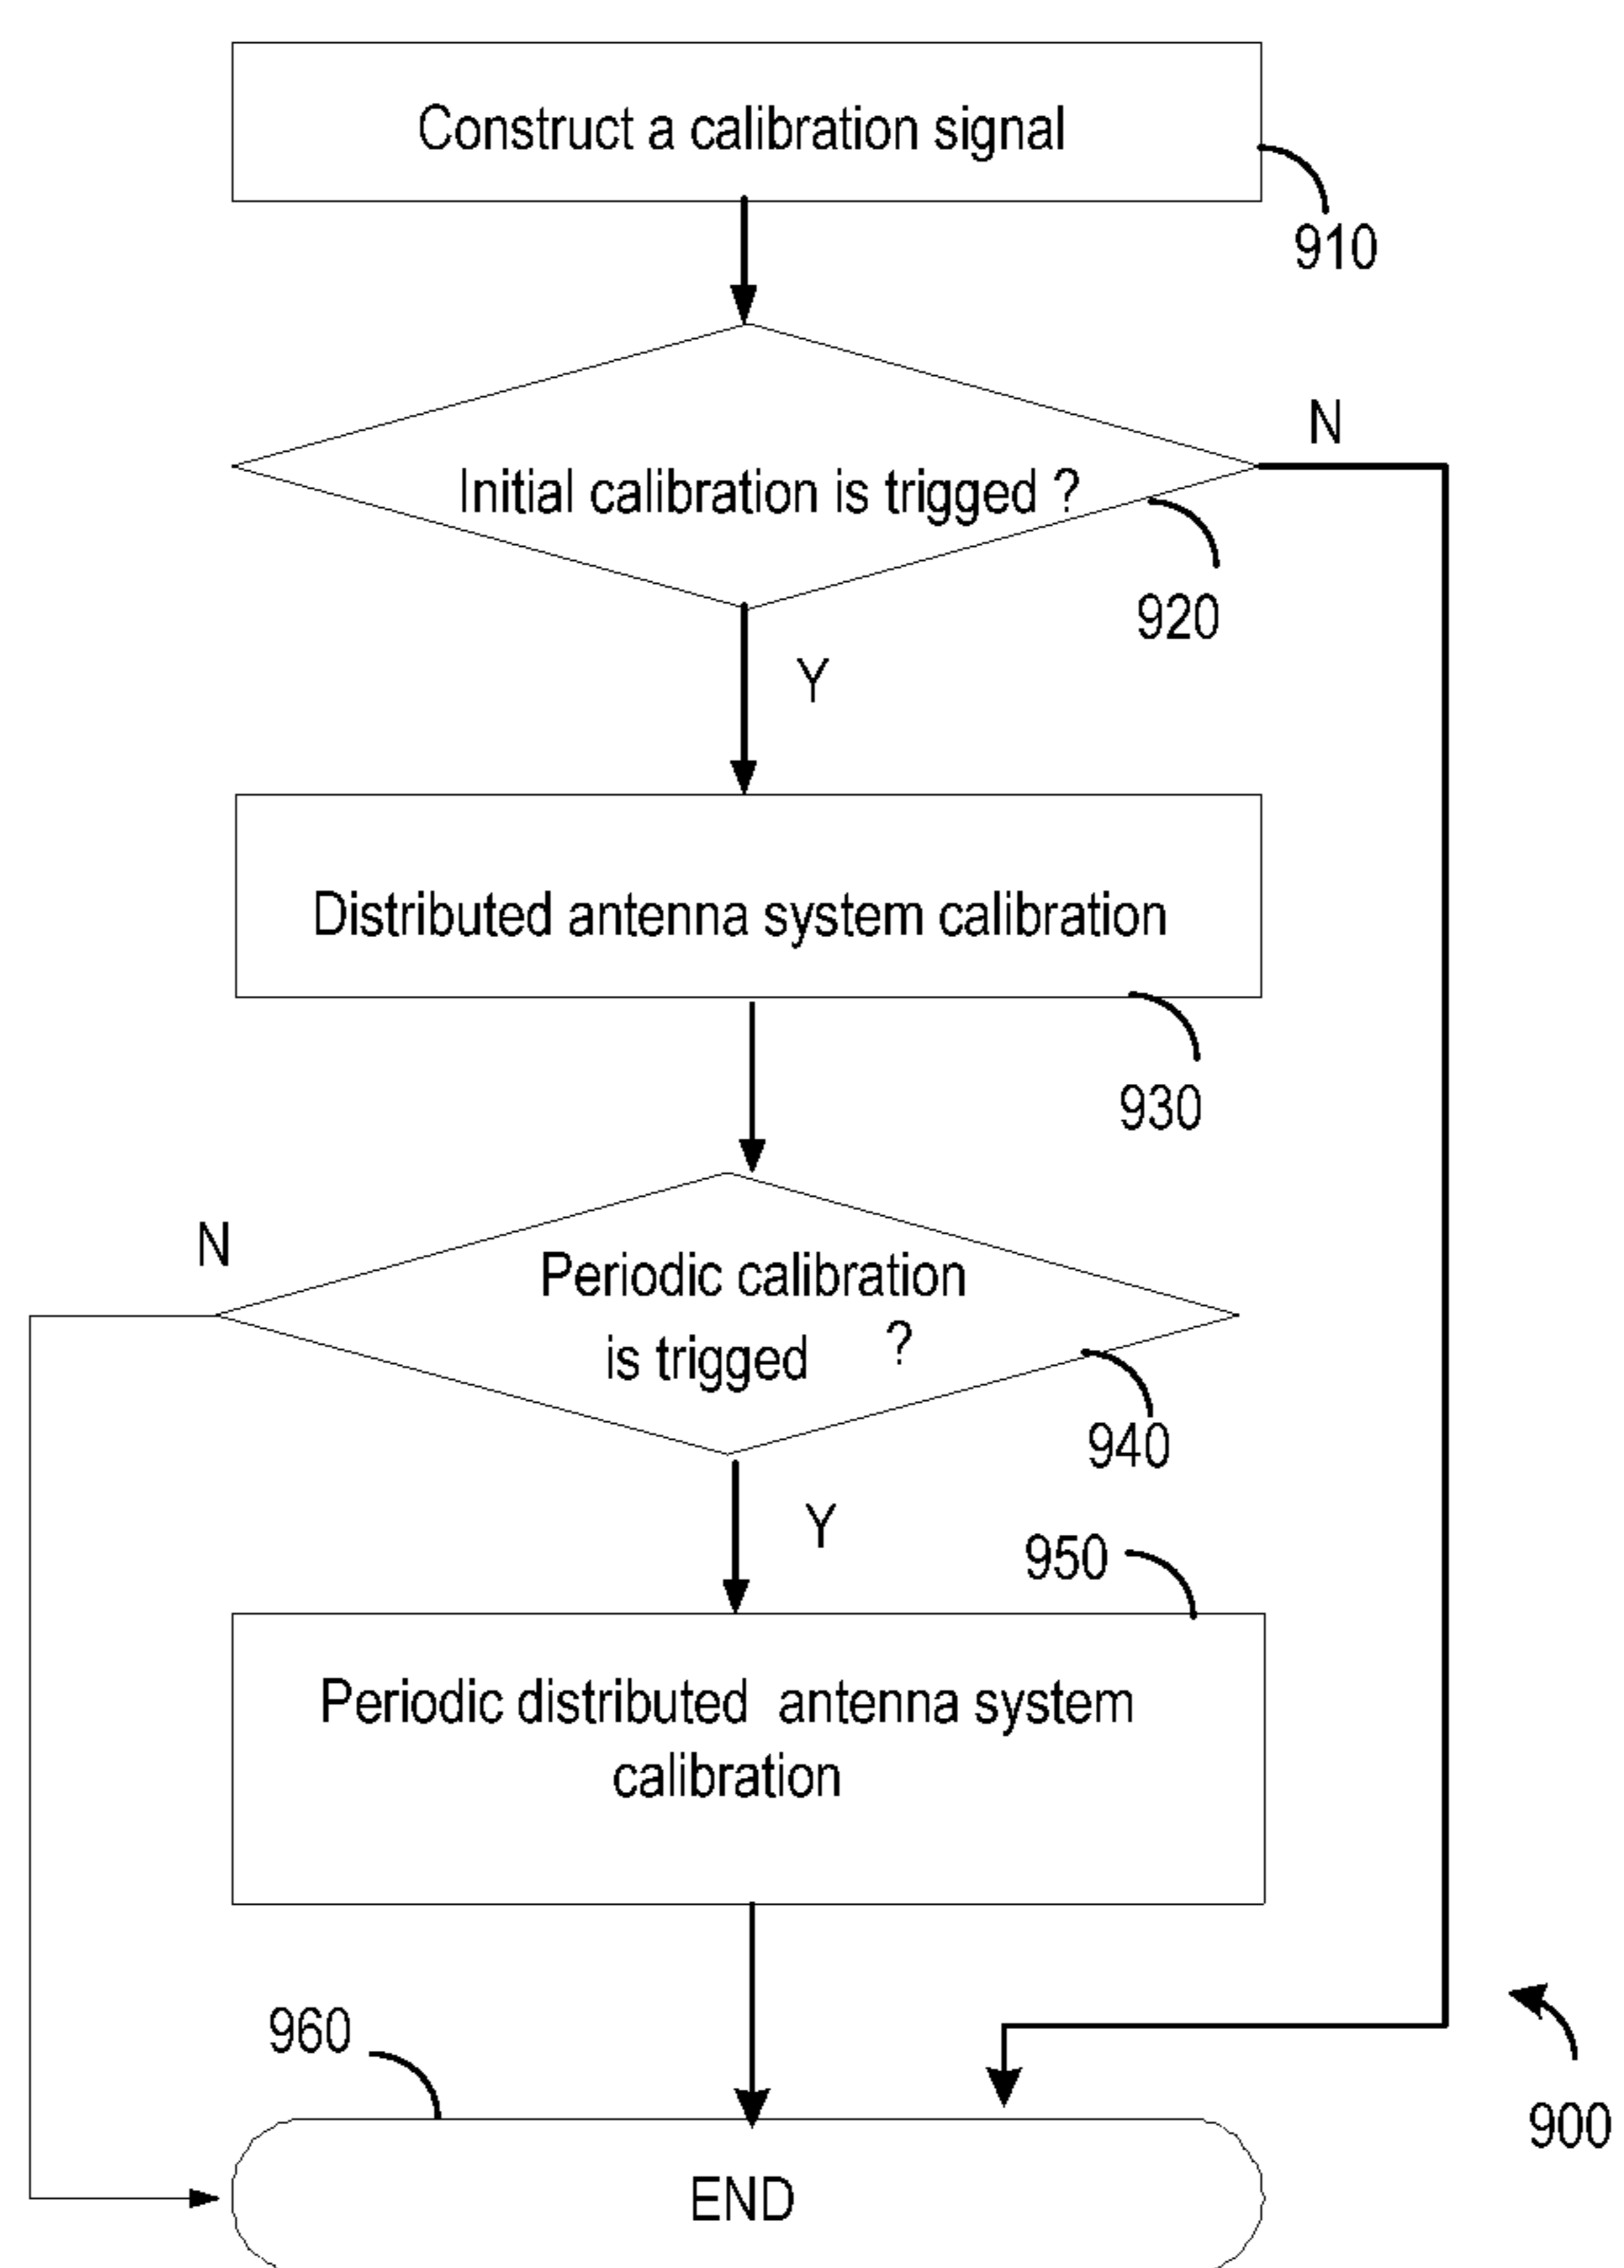 Construct a calibration signal
910
N
Initial calibration is trigged ?
920
Y
Distributed antenna system calibration
930
N
Periodic calibration
is trigged ?
940
Y
950
Periodic distributed antenna system
calibration
960
900
END